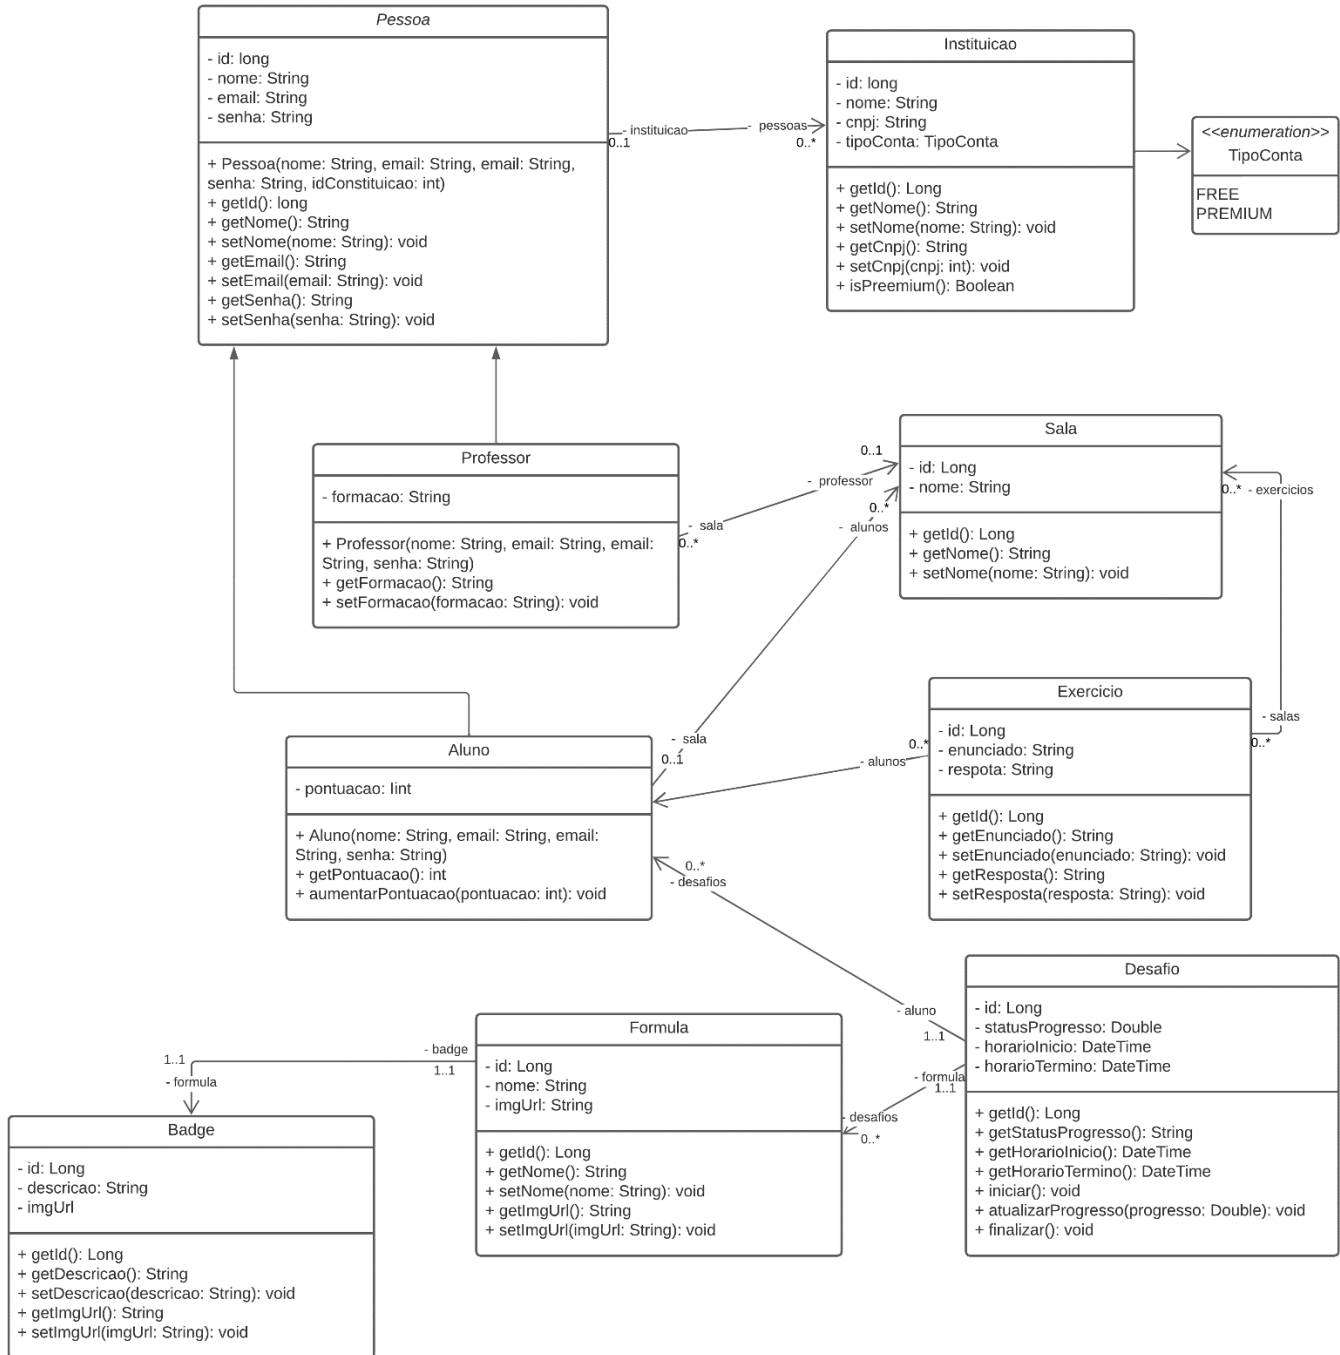 Pessoa
- id: long
- nome: String
- email: String
- senha: String
+ Pessoa(nome: String, email: String, email: String,
senha: String, idConstituicao: int)
+ getId(): long
+ getNome(): String
+ setNome(nome: String): void
+ getEmail(): String
+ setEmail(email: String): void
+ getSenha(): String
+ setSenha(senha: String): void
- instituicao
0..1
- pessoas
0..*
Instituicao
- id: long
- nome: String
- cnpj: String
- tipoConta: TipoConta
+ getId(): Long
+ getNome(): String
+ setNome(nome: String): void
+ getCnpj(): String
+ setCnpj(cnpj: int): void
+ isPreemium(): Boolean
<<enumeration>>
TipoConta
FREE
PREMIUM
Professor
- formacao: String
+ Professor(nome: String, email: String, email:
String, senha: String)
+ getFormacao(): String
+ setFormacao(formacao: String): void
- sala
0..*
0..1
- professor
0..*
- alunos
Sala
- id: Long
- nome: String
+ getId(): Long
+ getNome(): String
+ setNome(nome: String): void
0..*
- exercicios
- salas
0..*
Aluno
- pontuacao: Iint
+ Aluno(nome: String, email: String, email:
String, senha: String)
+ getPontuacao(): int
+ aumentarPontuacao(pontuacao: int): void
- sala
0..1
0..*
- alunos
Exercicio
- id: Long
- enunciado: String
- respota: String
+ getId(): Long
+ getEnunciado(): String
+ setEnunciado(enunciado: String): void
+ getResposta(): String
+ setResposta(resposta: String): void
0..*
- desafios
- aluno
1..1
Desafio
- id: Long
- statusProgresso: Double
- horarioInicio: DateTime
- horarioTermino: DateTime
+ getId(): Long
+ getStatusProgresso(): String
+ getHorarioInicio(): DateTime
+ getHorarioTermino(): DateTime
+ iniciar(): void
+ atualizarProgresso(progresso: Double): void
+ finalizar(): void
- formula
1..1
- desafios
0..*
Formula
- id: Long
- nome: String
- imgUrl: String
+ getId(): Long
+ getNome(): String
+ setNome(nome: String): void
+ getImgUrl(): String
+ setImgUrl(imgUrl: String): void
- badge
1..1
1..1
- formula
Badge
- id: Long
- descricao: String
- imgUrl
+ getId(): Long
+ getDescricao(): String
+ setDescricao(descricao: String): void
+ getImgUrl(): String
+ setImgUrl(imgUrl: String): void